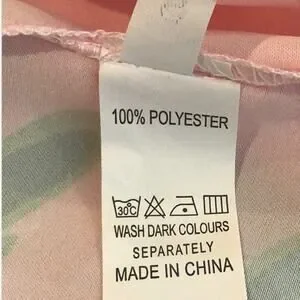 100% POLYESTER
30°C
WASH DARK COLOURS
SEPARATELY
MADE IN CHINA